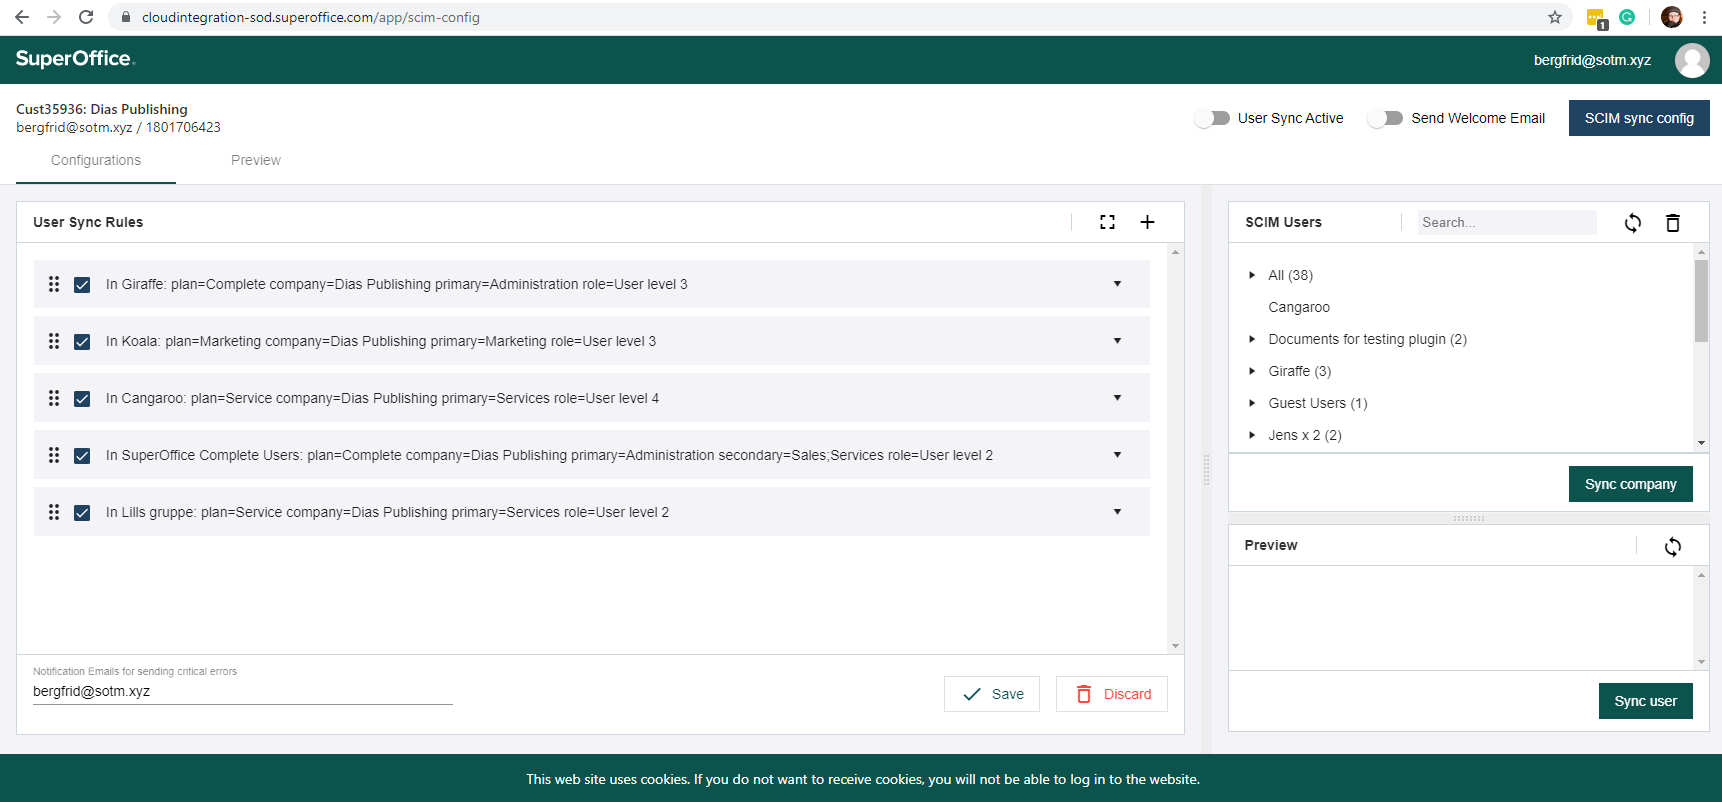 cloudintegration-sod.superoffice.com/app/scim-config
1
SuperOffice.
bergfrid@sotm.xyz
Cust35936: Dias Publishing
bergfrid@sotm.xyz / 1801706423
User Sync Active
Send Welcome Email
SCIM sync config
Configurations
Preview
User Sync Rules
In Giraffe: plan=Complete company=Dias Publishing primary=Administration role=User level 3
In Koala: plan=Marketing company=Dias Publishing primary=Marketing role=User level 3
In Cangaroo: plan=Service company=Dias Publishing primary=Services role=User level 4
In SuperOffice Complete Users: plan=Complete company=Dias Publishing primary=Administration secondary=Sales;Services role=User level 2
In Lills gruppe: plan=Service company=Dias Publishing primary=Services role=User level 2
Notification Emails for sending critical errors
bergfrid@sotm.xyz
Save
Discard
SCIM Users
Search...
All (38)
Cangaroo
Documents for testing plugin (2)
Giraffe (3)
Guest Users (1)
Jens x 2 (2)
Sync company
Preview
Sync user
This web site uses cookies. If you do not want to receive cookies, you will not be able to log in to the website.